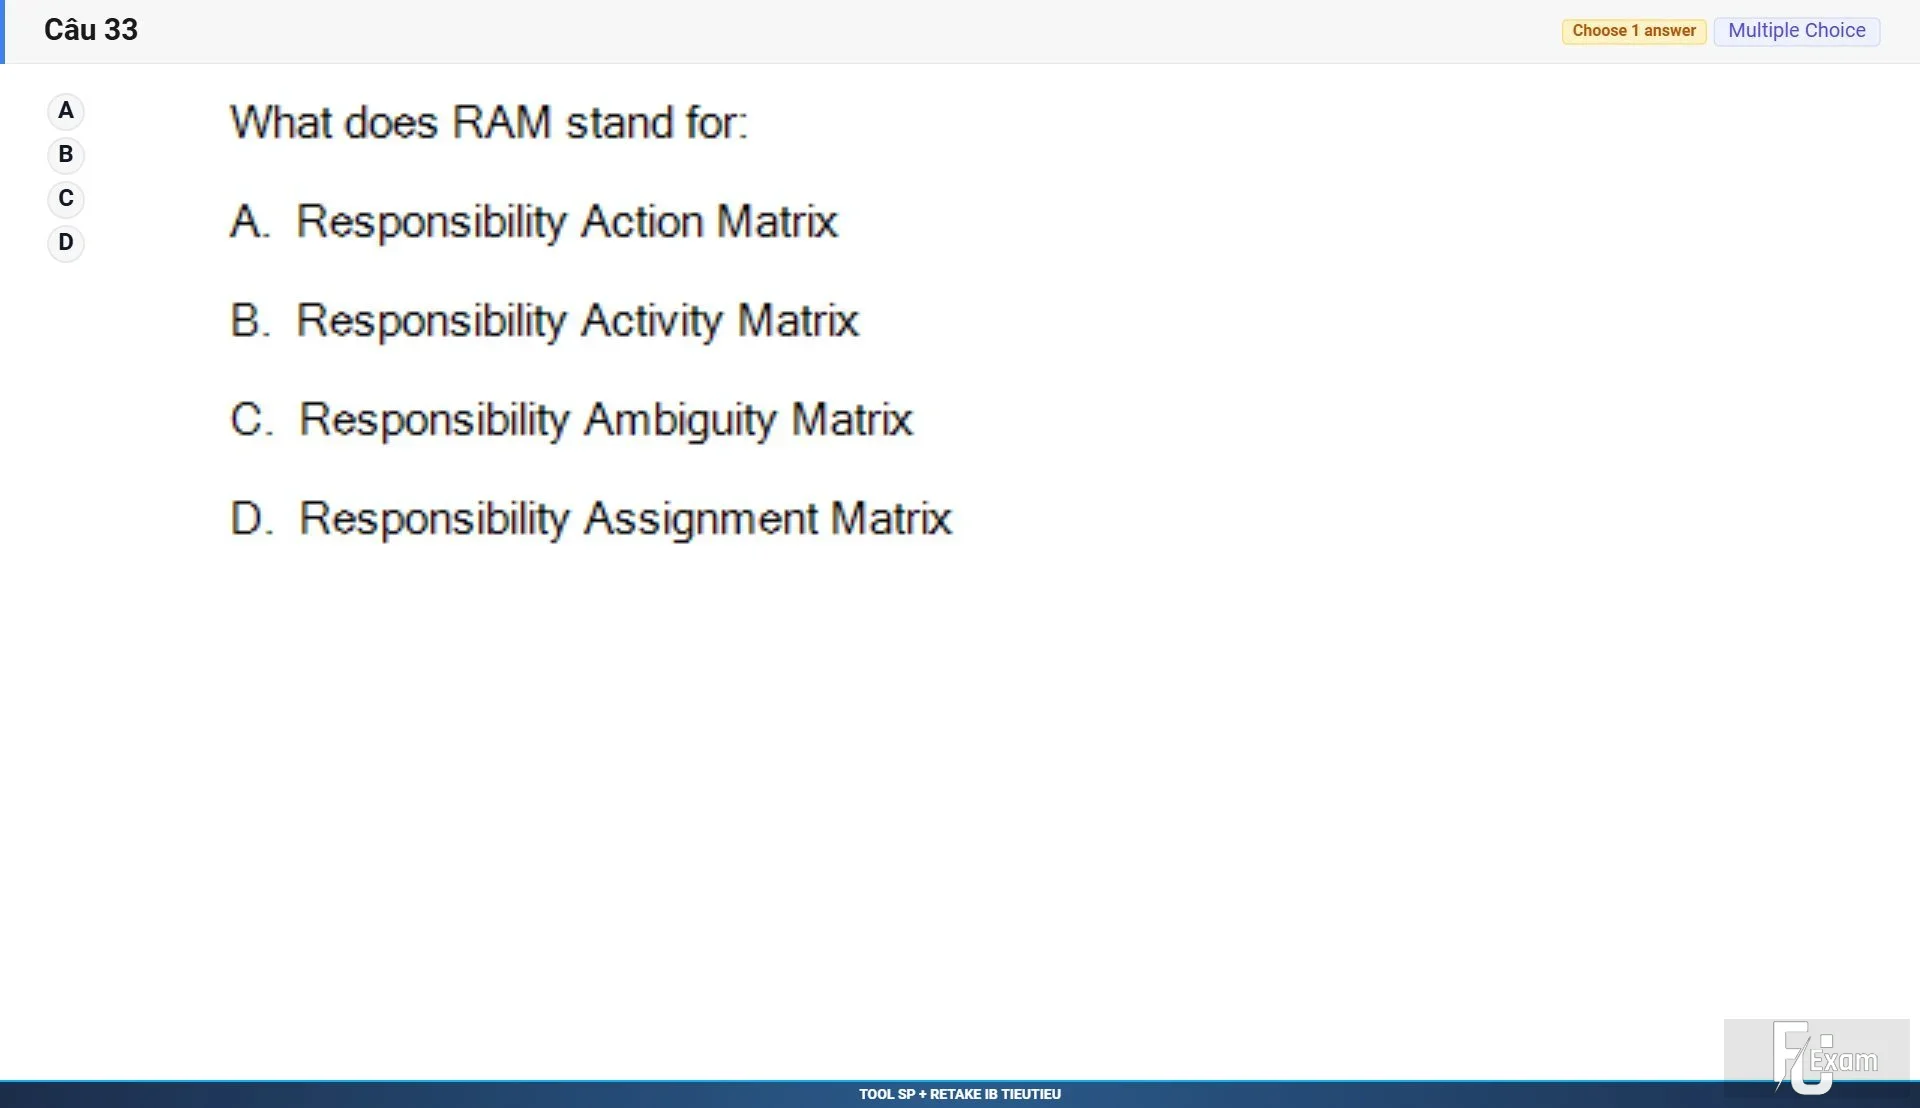 Câu 33
Choose 1 answer
Multiple Choice
A
B
C
D
What does RAM stand for:
A. Responsibility Action Matrix
B. Responsibility Activity Matrix
C. Responsibility Ambiguity Matrix
D. Responsibility Assignment Matrix
FU Exam
TOOL SP + RETAKE IB TIEUTIEU